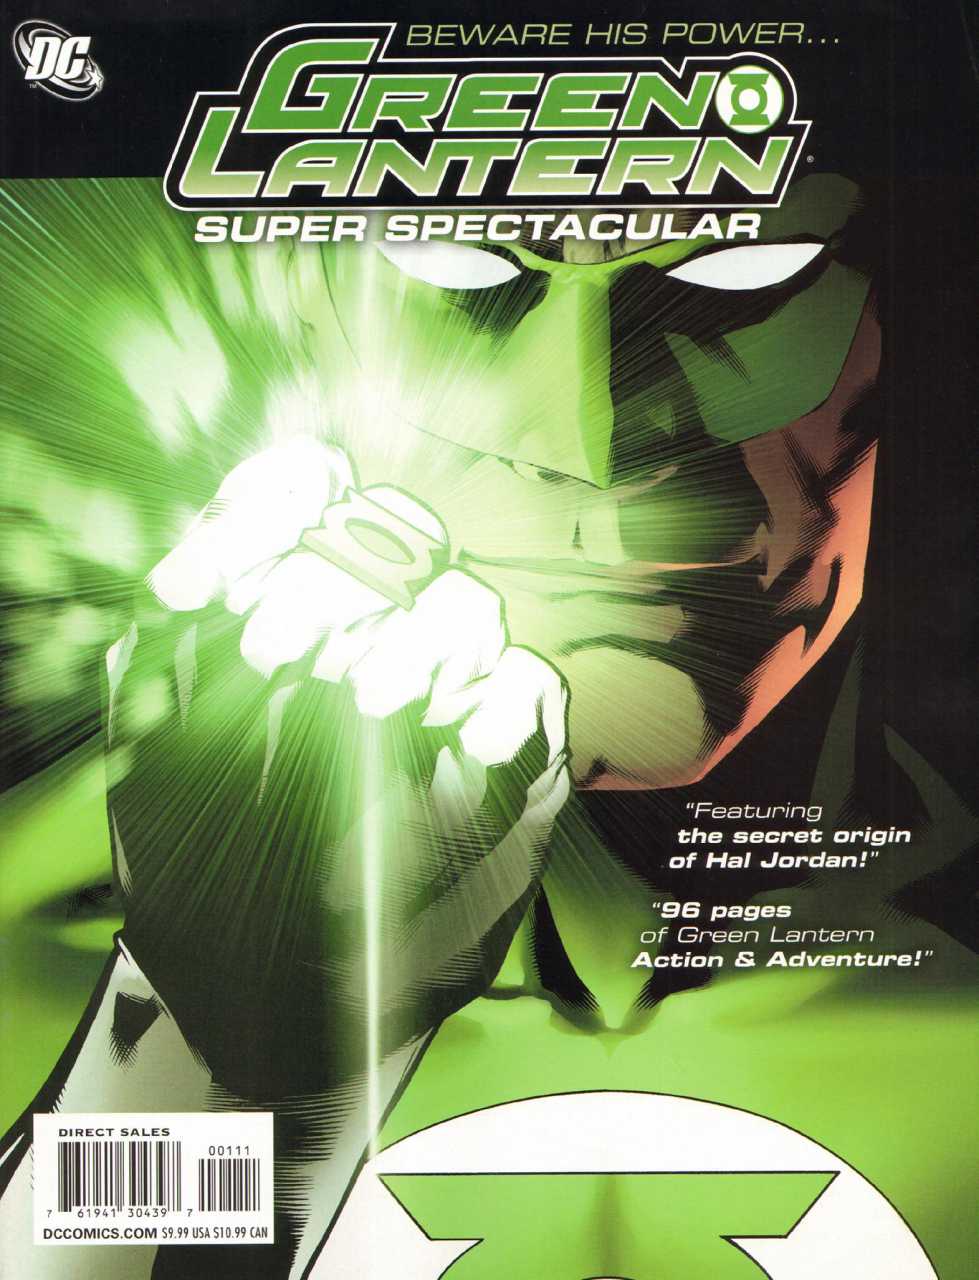 BEWARE HIS POWER...
DC
TM
GREEN
LANTERN®
SUPER SPECTACULAR
"Featuring
the secret origin
of Hal Jordan!"
"96 pages
of Green Lantern
Action & Adventure!"
DIRECT SALES
00111
7 61941 30439 7
DCCOMICS.COM $9.99 USA $10.99 CAN